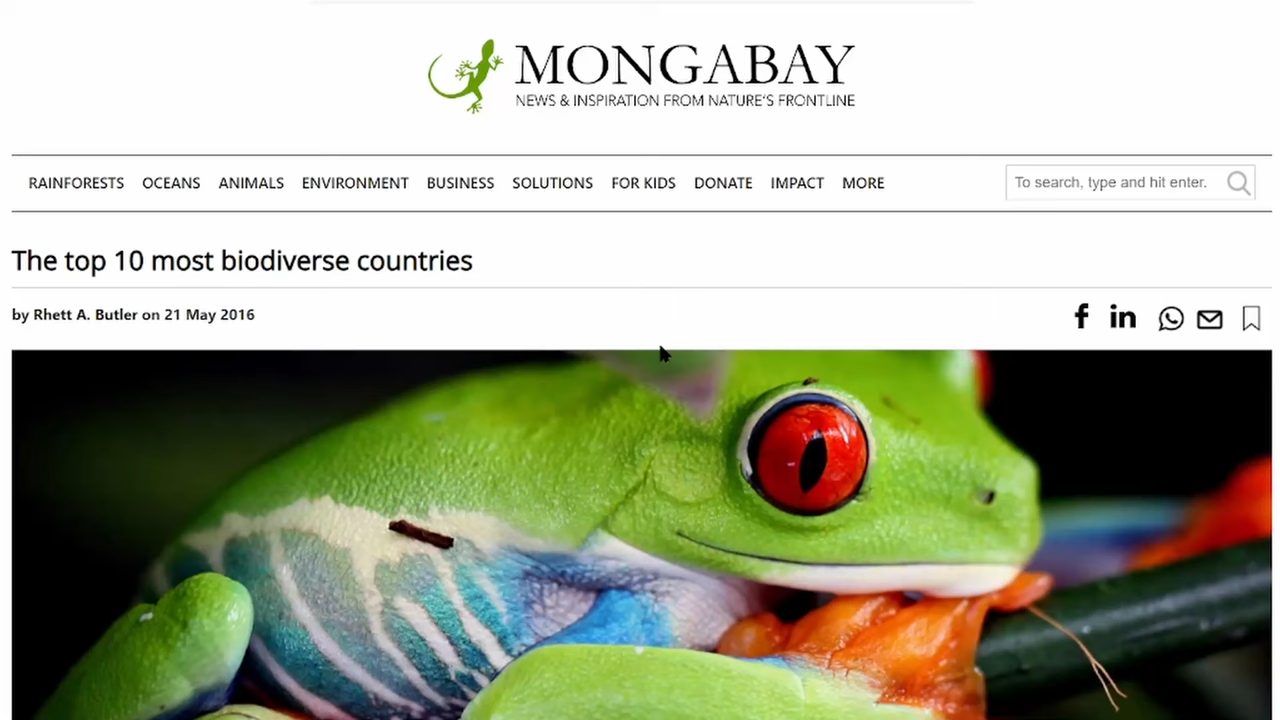 MONGABAY
NEWS & INSPIRATION FROM NATURE'S FRONTLINE
RAINFORESTS OCEANS ANIMALS ENVIRONMENT BUSINESS SOLUTIONS FOR KIDS DONATE IMPACT MORE
To search, type and hit enter.
The top 10 most biodiverse countries
by Rhett A. Butler on 21 May 2016